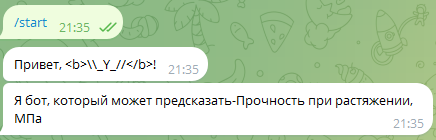 /start
21:35
Привет, <b>\\_Y_//</b>!
21:35
Я бот, который может предсказать-Прочность при растяжении,
МПа
21:35